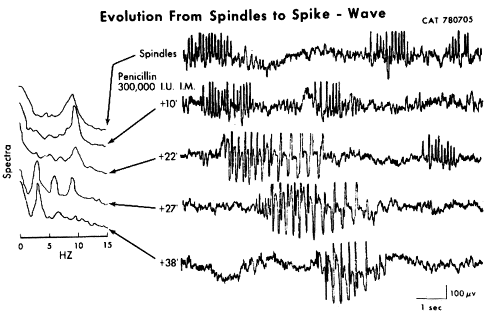 Evolution From Spindles to Spike - Wave
CAT 780705
Spindles
Penicillin
300,000 I.U. I.M.
+10'
+22'
+27'
+38'
Spectra
0 5 10 15
HZ
100 μv
1 sec